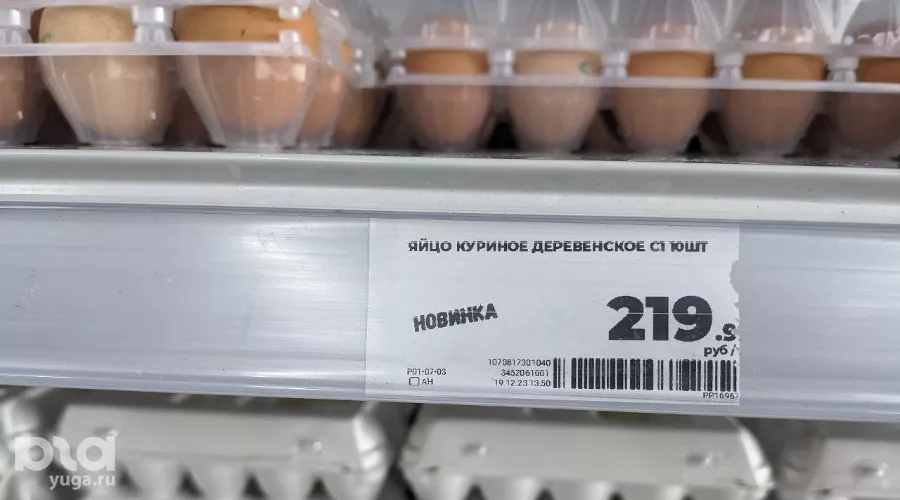 ЯЙЦО КУРИНОЕ ДЕРЕВЕНСКОЕ С1 10ШТ
НОВИНКА
219.9
руб/
1070817301040
P01-07-03
3452061001
АН
19.12.23 13:50
PP16967
yuga.ru